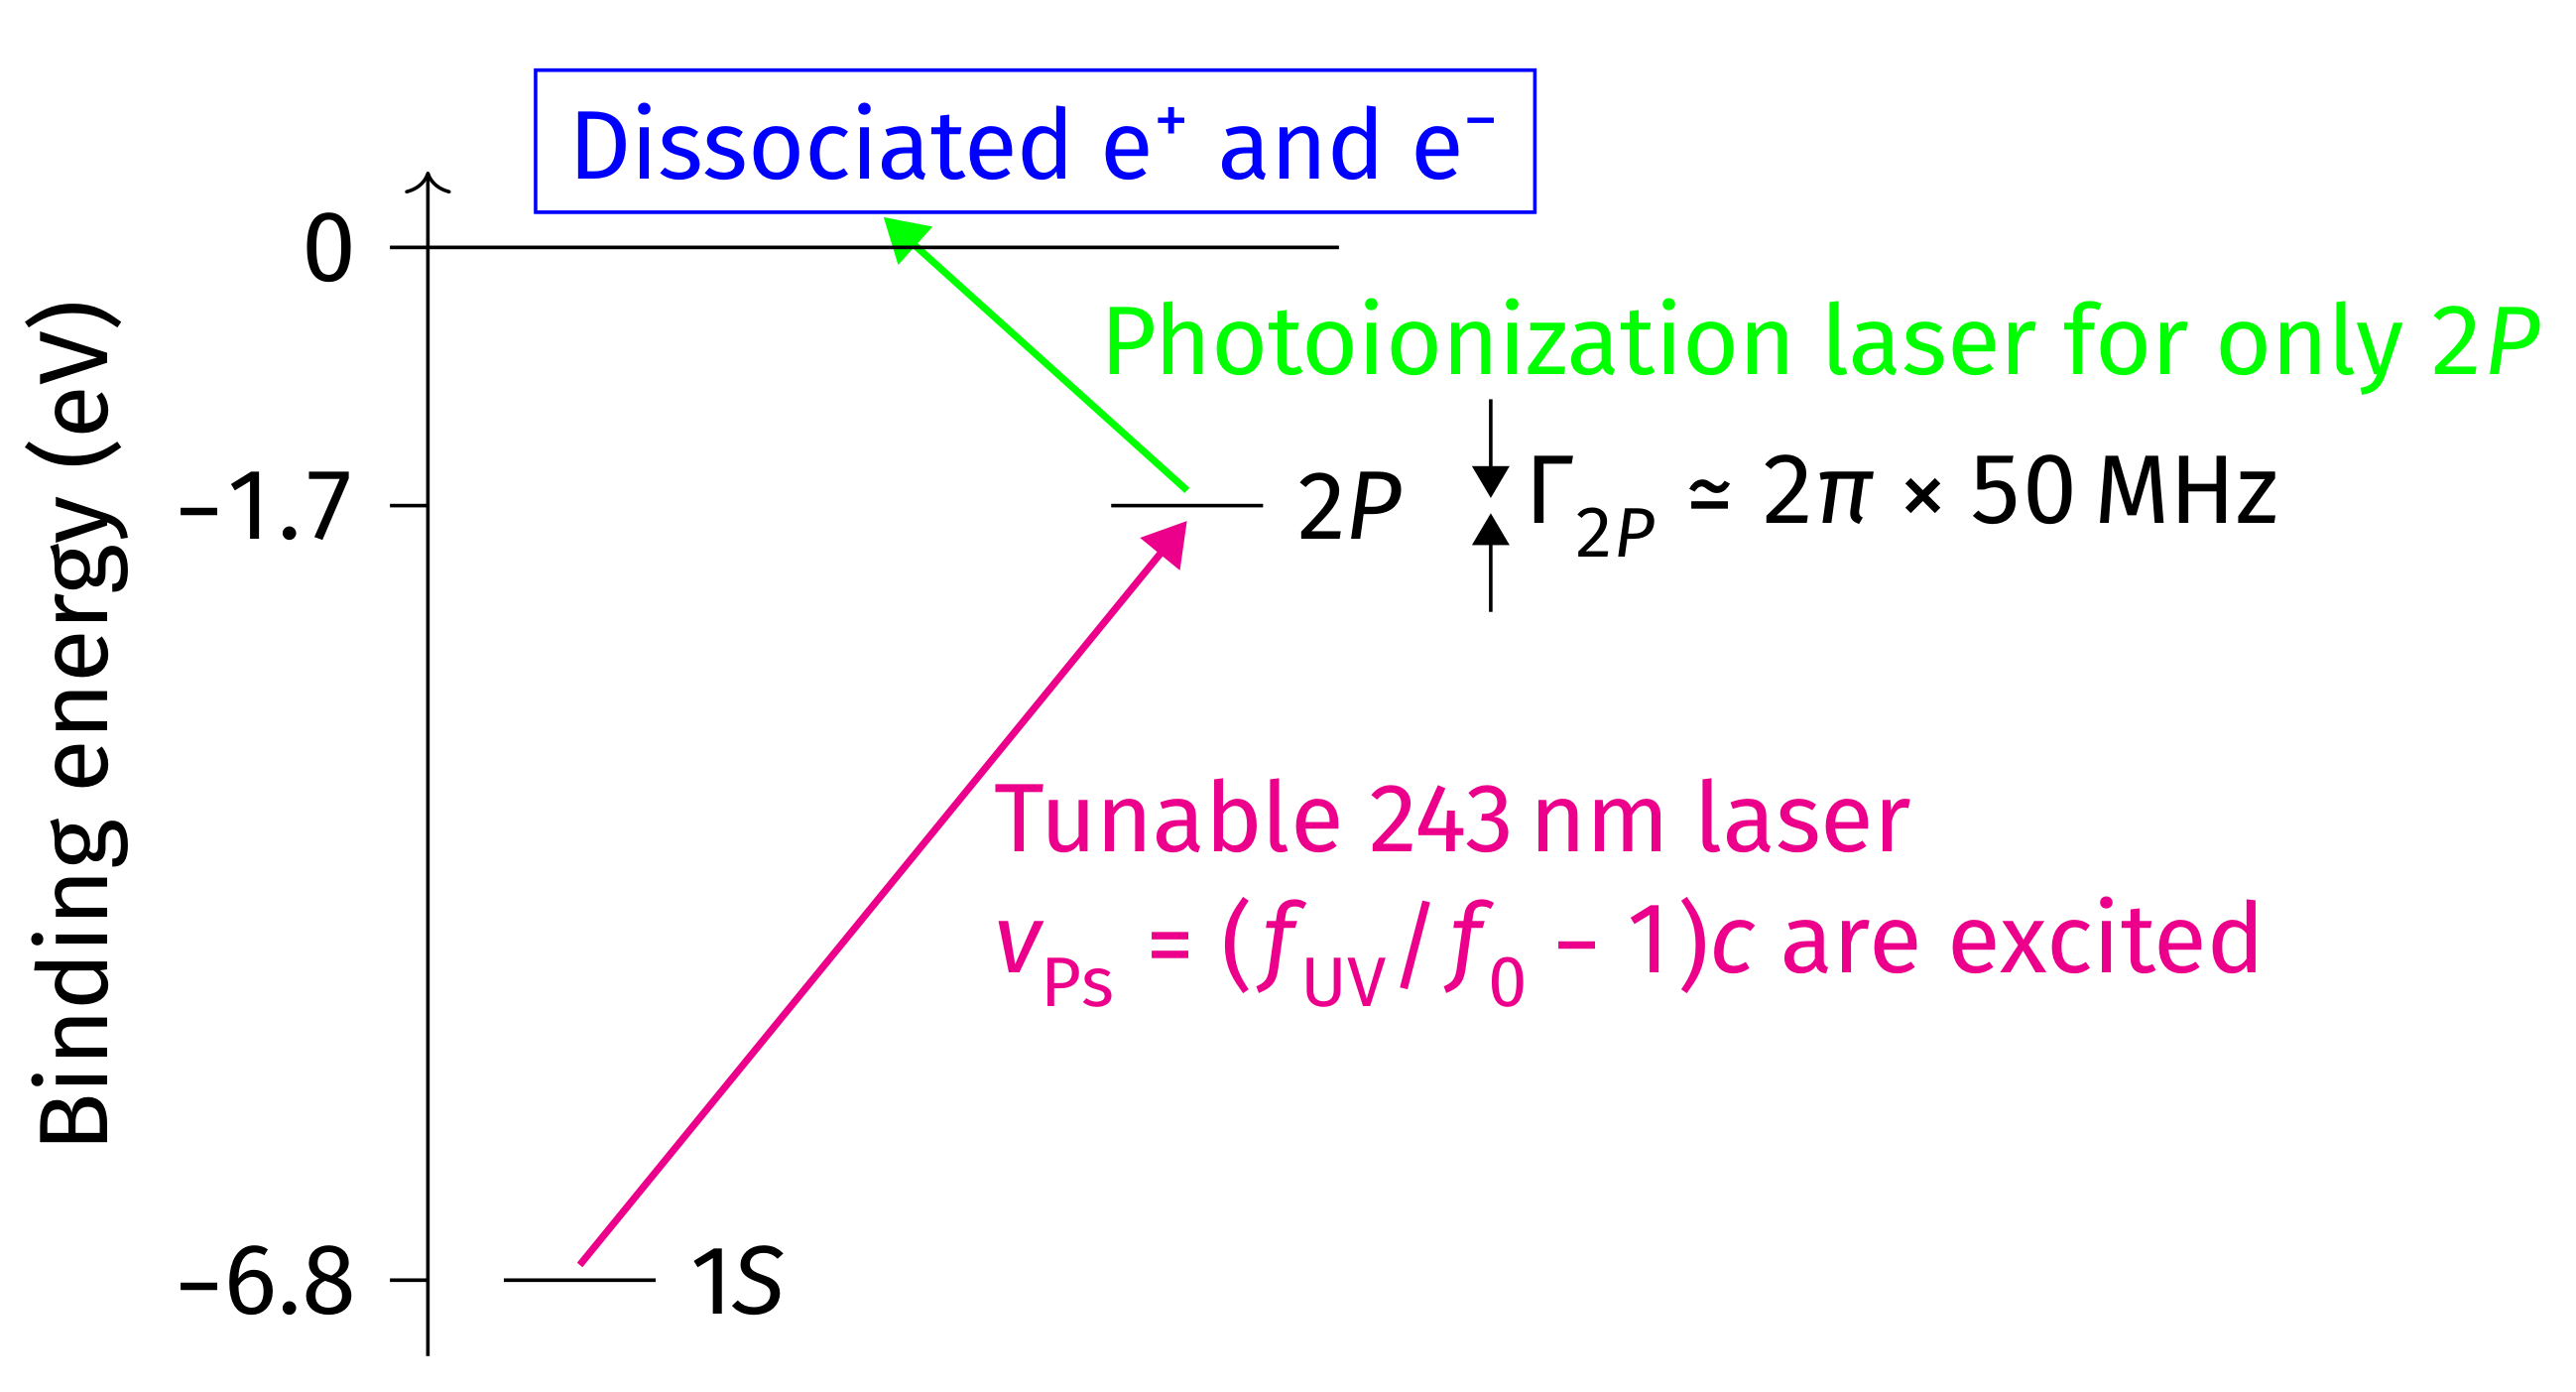 Dissociated e⁺ and e⁻
0
Photoionization laser for only 2P
-1.7
2P
Γ₂P ≃ 2π × 50 MHz
Binding energy (eV)
Tunable 243 nm laser
vPs = (fUV/f₀ − 1)c are excited
-6.8
1S